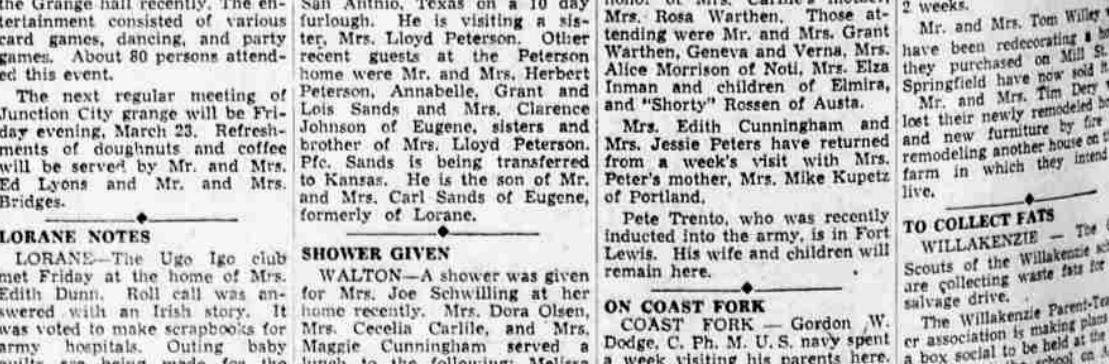 the Grange hall recently. The en-
tertainment consisted of various
card games, dancing, and party
games. About 80 persons attend-
ed this event.
The next regular meeting of
Junction City grange will be Fri-
day evening, March 23. Refresh-
ments of doughnuts and coffee
will be served by Mr. and Mrs.
Ed Lyons and Mr. and Mrs.
Bridges.
LORANE NOTES
LORANE—The Ugo Igo club
met Friday at the home of Mrs.
Edith Dunn. Roll call was an-
swered with an Irish story. It
was voted to make scrapbooks for
army hospitals. Outing baby
quilts are being made for the
San Antnio, Texas on a 10 day
furlough. He is visiting a sis-
ter, Mrs. Lloyd Peterson. Other
recent guests at the Peterson
home were Mr. and Mrs. Herbert
Peterson, Annabelle, Grant and
Lois Sands and Mrs. Clarence
Johnson of Eugene, sisters and
brother of Mrs. Lloyd Peterson.
Pfc. Sands is being transferred
to Kansas. He is the son of Mr.
and Mrs. Carl Sands of Eugene,
formerly of Lorane.
SHOWER GIVEN
WALTON—A shower was given
for Mrs. Joe Schwilling at her
home recently. Mrs. Dora Olsen,
Mrs. Cecelia Carlile, and Mrs.
Maggie Cunningham served a
lunch to the following: Melissa
honor of Mrs. Carlile's mother,
Mrs. Rosa Warthen. Those at-
tending were Mr. and Mrs. Grant
Warthen, Geneva and Verna, Mrs.
Alice Morrison of Noti, Mrs. Elza
Inman and children of Elmira,
and "Shorty" Rossen of Austa.
Mrs. Edith Cunningham and
Mrs. Jessie Peters have returned
from a week's visit with Mrs.
Peter's mother, Mrs. Mike Kupetz
of Portland.
Pete Trento, who was recently
inducted into the army, is in Fort
Lewis. His wife and children will
remain here.
ON COAST FORK
COAST FORK — Gordon W.
Dodge, C. Ph. M. U. S. navy spent
a week visiting his parents here.
2 weeks.
Mr. and Mrs. Tom Willey
have been redecorating a
they purchased on Mill St.
Springfield have now sold it
Mr. and Mrs. Tim Dery
lost their newly remodeled
and new furniture by fire
remodeling another house on
farm in which they intend
live.
TO COLLECT FATS
WILLAKENZIE — The
Scouts of the Willakenzie
are collecting waste fats for
salvage drive.
The Willakenzie Parent-
er association is making plans
a box social to be held at the